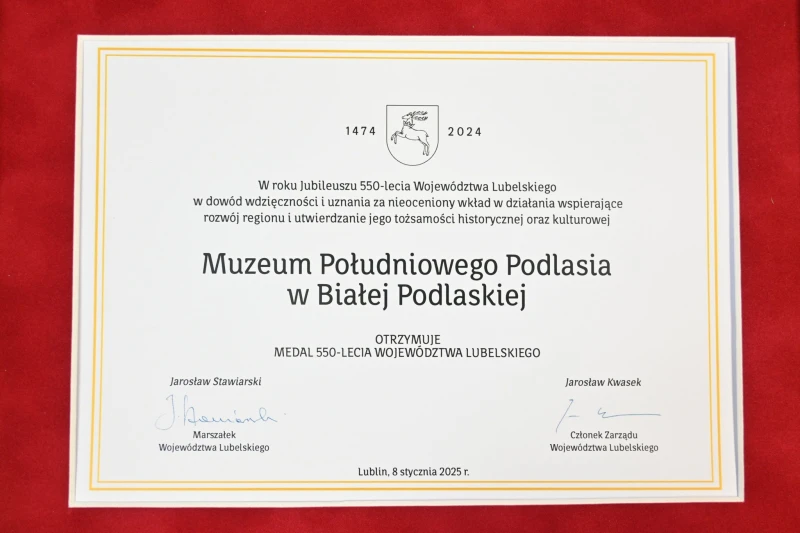 1474 2024
W roku Jubileuszu 550-lecia Województwa Lubelskiego
w dowód wdzięczności i uznania za nieoceniony wkład w działania wspierające
rozwój regionu i utwierdzanie jego tożsamości historycznej oraz kulturowej
Muzeum Południowego Podlasia
w Białej Podlaskiej
OTRZYMUJE
MEDAL 550-LECIA WOJEWÓDZTWA LUBELSKIEGO
Jarosław Stawiarski
Marszałek
Województwa Lubelskiego
Jarosław Kwasek
Członek Zarządu
Województwa Lubelskiego
Lublin, 8 stycznia 2025 r.